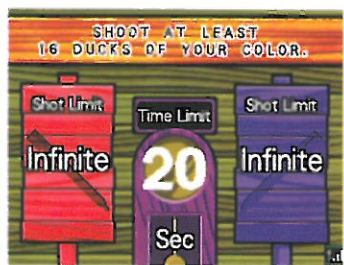 SHOOT AT LEAST
16 DUCKS OF YOUR COLOR.
Shot Limit
Time Limit
Shot Limit
Infinite
20
Infinite
Sec